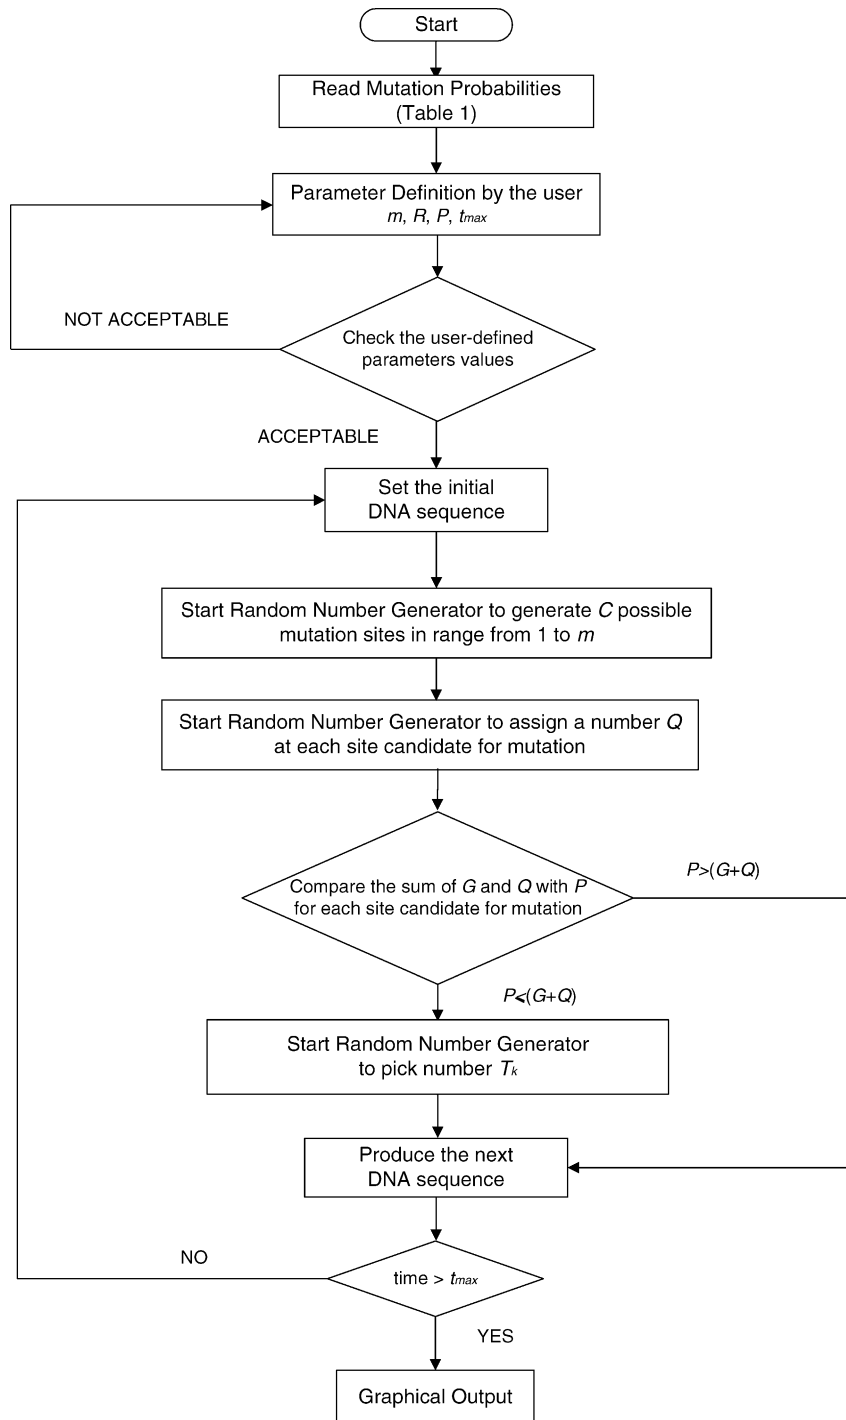 Start
Read Mutation Probabilities
(Table 1)
Parameter Definition by the user
m, R, P, tmax
NOT ACCEPTABLE
Check the user-defined
parameters values
ACCEPTABLE
Set the initial
DNA sequence
Start Random Number Generator to generate C possible
mutation sites in range from 1 to m
Start Random Number Generator to assign a number Q
at each site candidate for mutation
P>(G+Q)
Compare the sum of G and Q with P
for each site candidate for mutation
P⩽(G+Q)
Start Random Number Generator
to pick number Tk
Produce the next
DNA sequence
NO
time > tmax
YES
Graphical Output